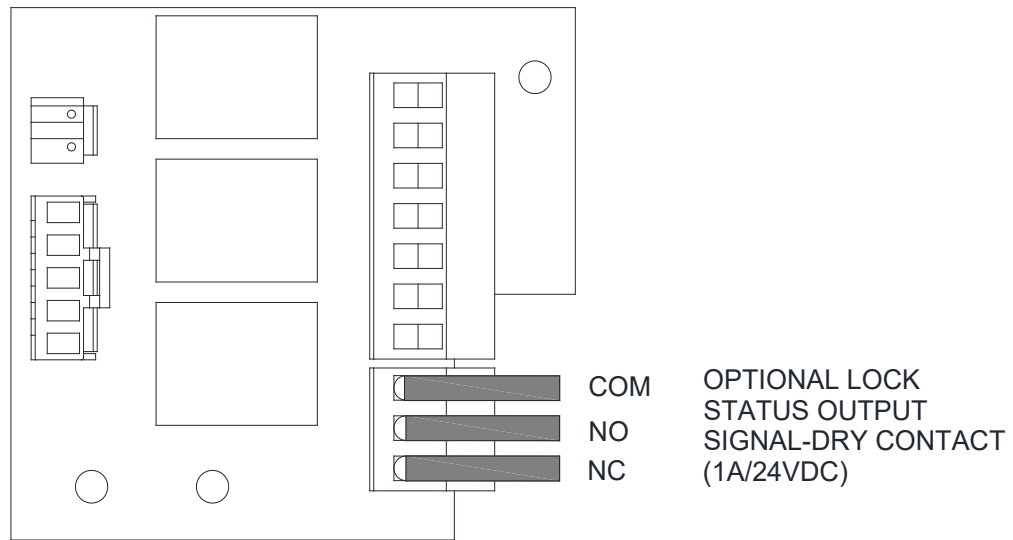 COM
NO
NC
OPTIONAL LOCK
STATUS OUTPUT
SIGNAL-DRY CONTACT
(1A/24VDC)